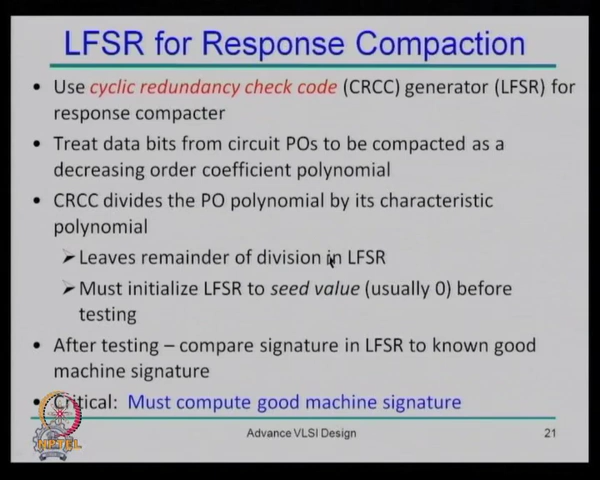 LFSR for Response Compaction
• Use cyclic redundancy check code (CRCC) generator (LFSR) for
response compacter
• Treat data bits from circuit POs to be compacted as a
decreasing order coefficient polynomial
• CRCC divides the PO polynomial by its characteristic
polynomial
➢ Leaves remainder of division in LFSR
➢ Must initialize LFSR to seed value (usually 0) before
testing
• After testing – compare signature in LFSR to known good
machine signature
• Critical: Must compute good machine signature
NPTEL
Advance VLSI Design
21